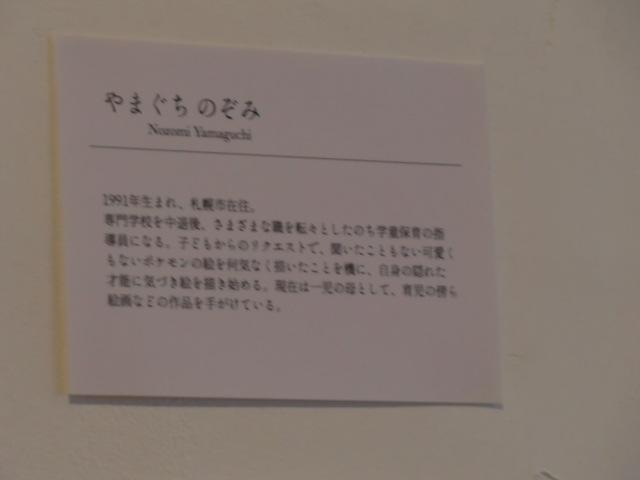 やまぐち のぞみ
Nozomi Yamaguchi
1991年生まれ、札幌市在住。
専門学校を中退後、さまざまな職を転々としたのち学童保育の指
導員になる。子どもからのリクエストで、聞いたこともない可愛く
もないポケモンの絵を何気なく描いたことを機に、自身の隠れた
才能に気づき絵を描き始める。現在は一児の母として、育児の傍ら
絵画などの作品を手がけている。